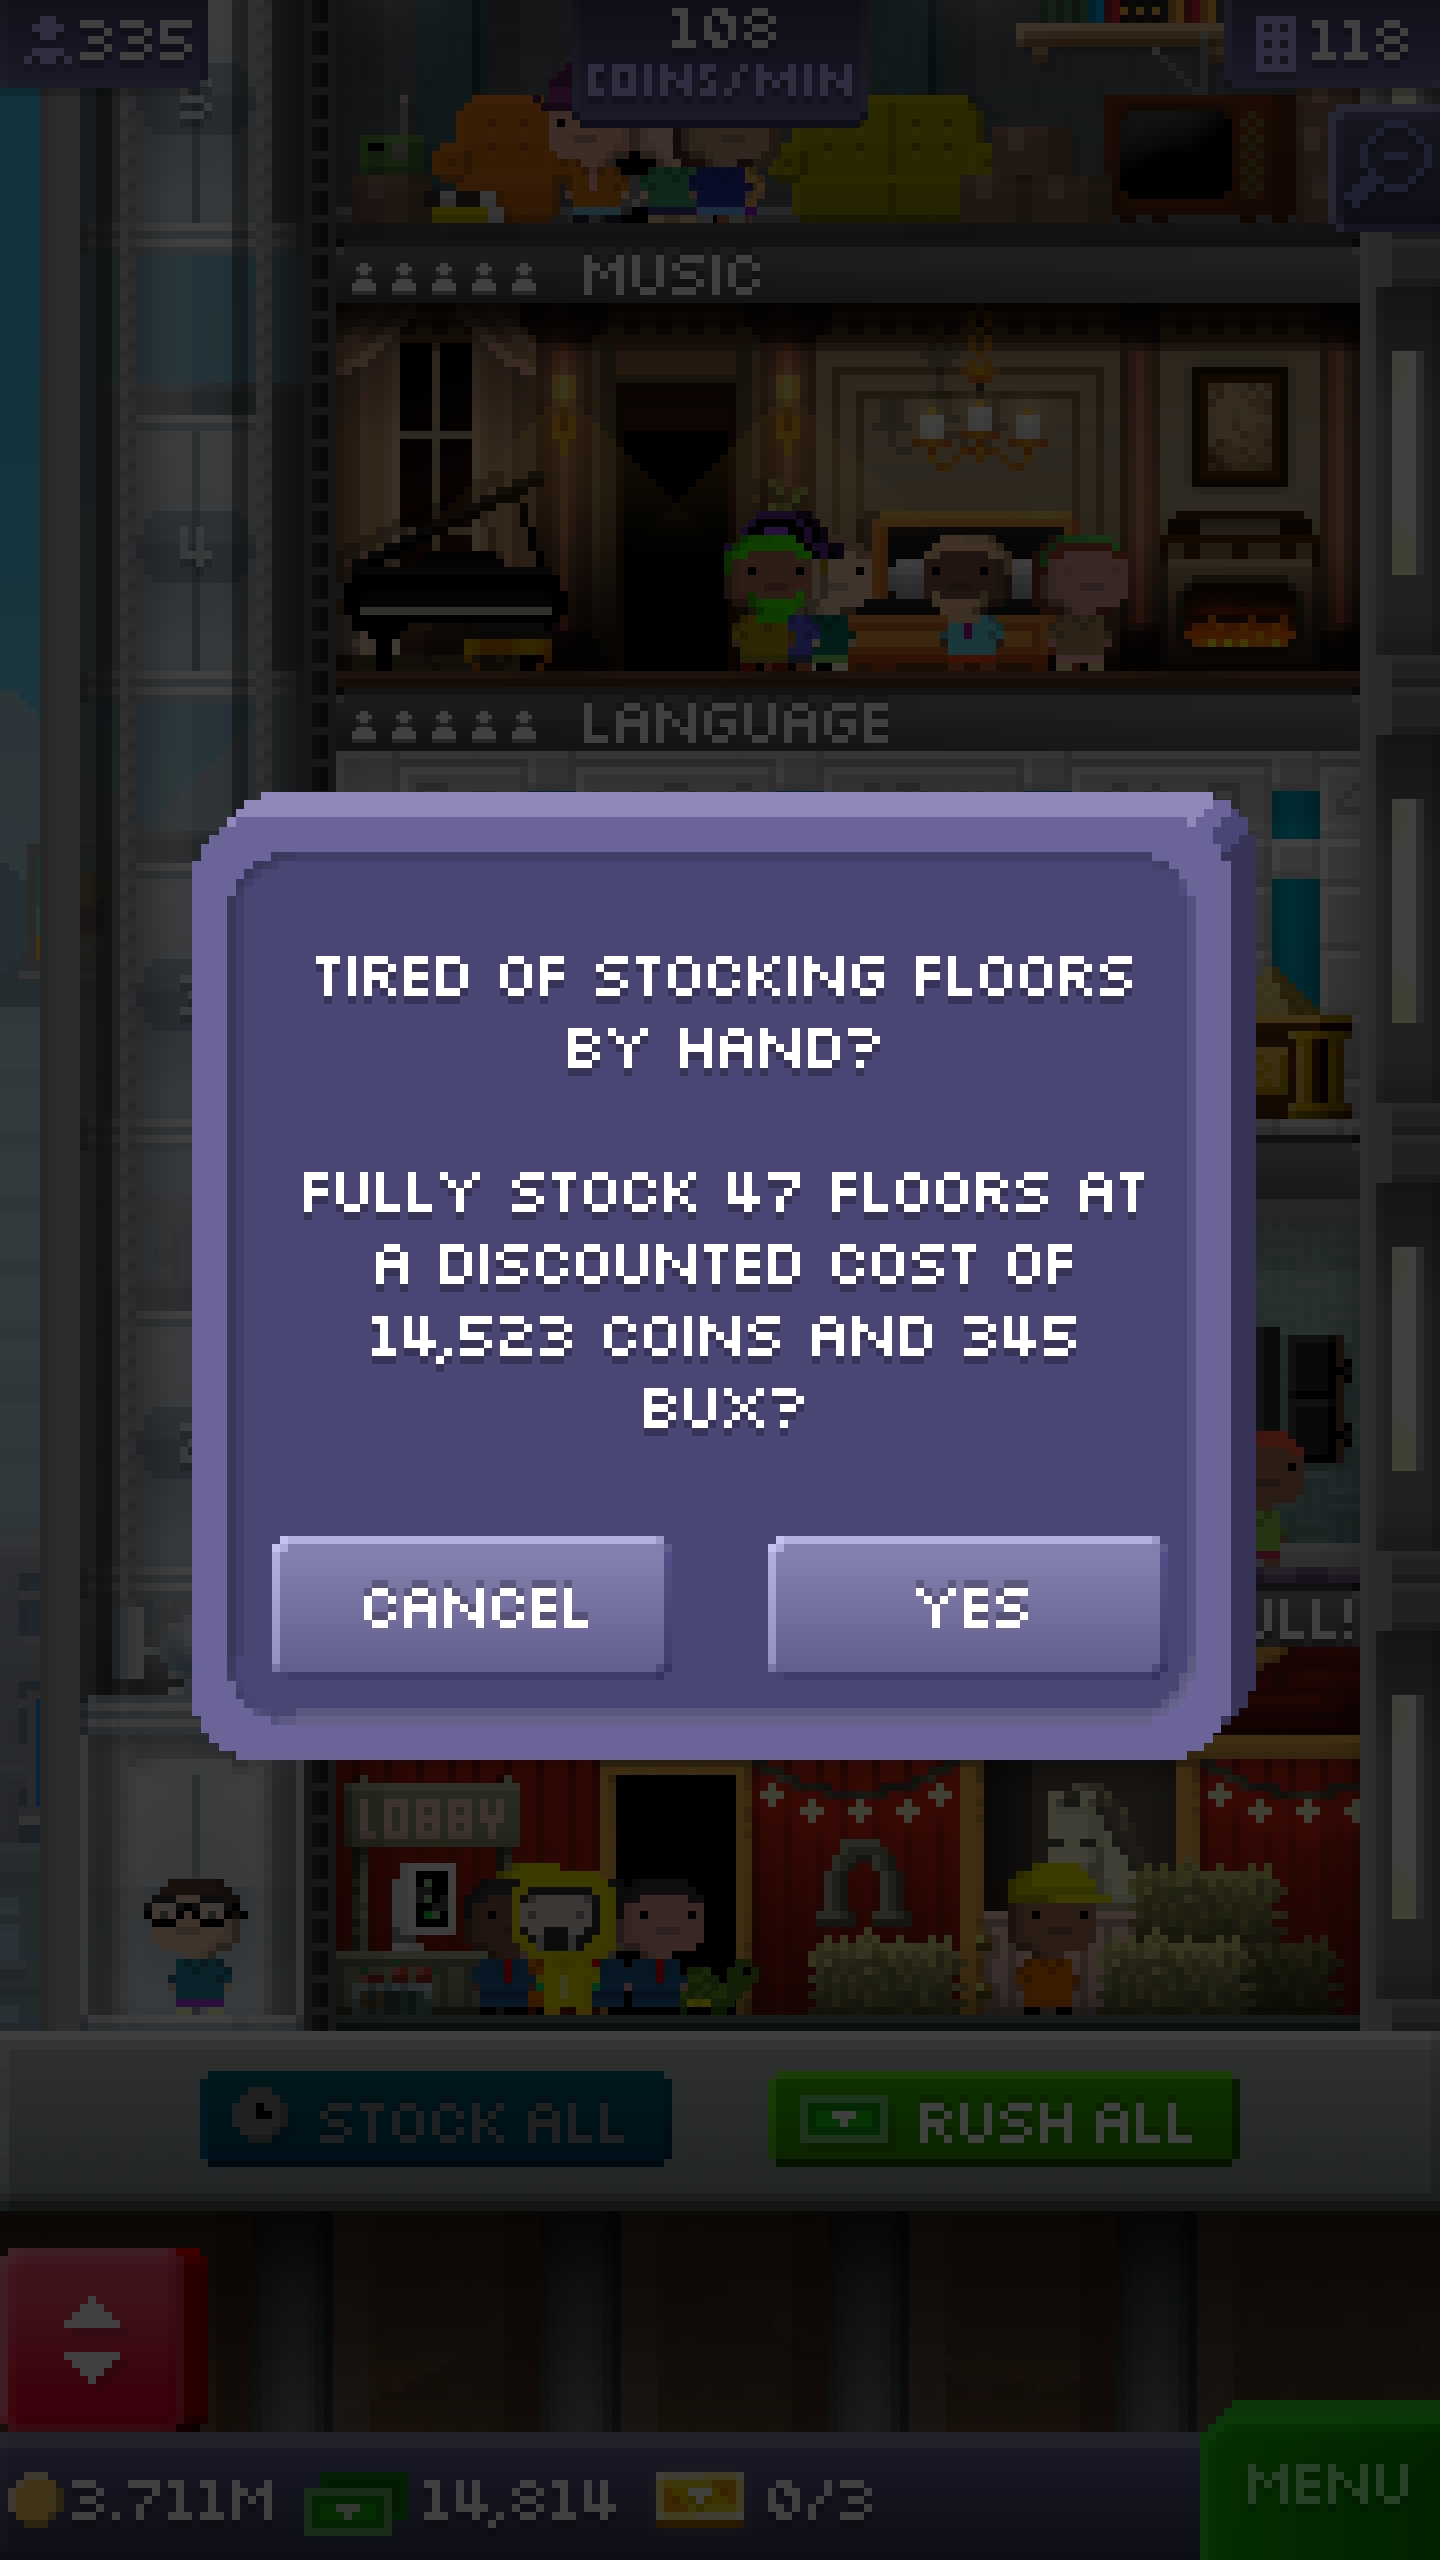 335
108
COINS/MIN
118
5
MUSIC
4
LANGUAGE
TIRED OF STOCKING FLOORS
BY HAND?
FULLY STOCK 47 FLOORS AT
A DISCOUNTED COST OF
14,523 COINS AND 345
BUX?
CANCEL
YES
LOBBY
STOCK ALL
RUSH ALL
3.711M
14,814
0/3
MENU